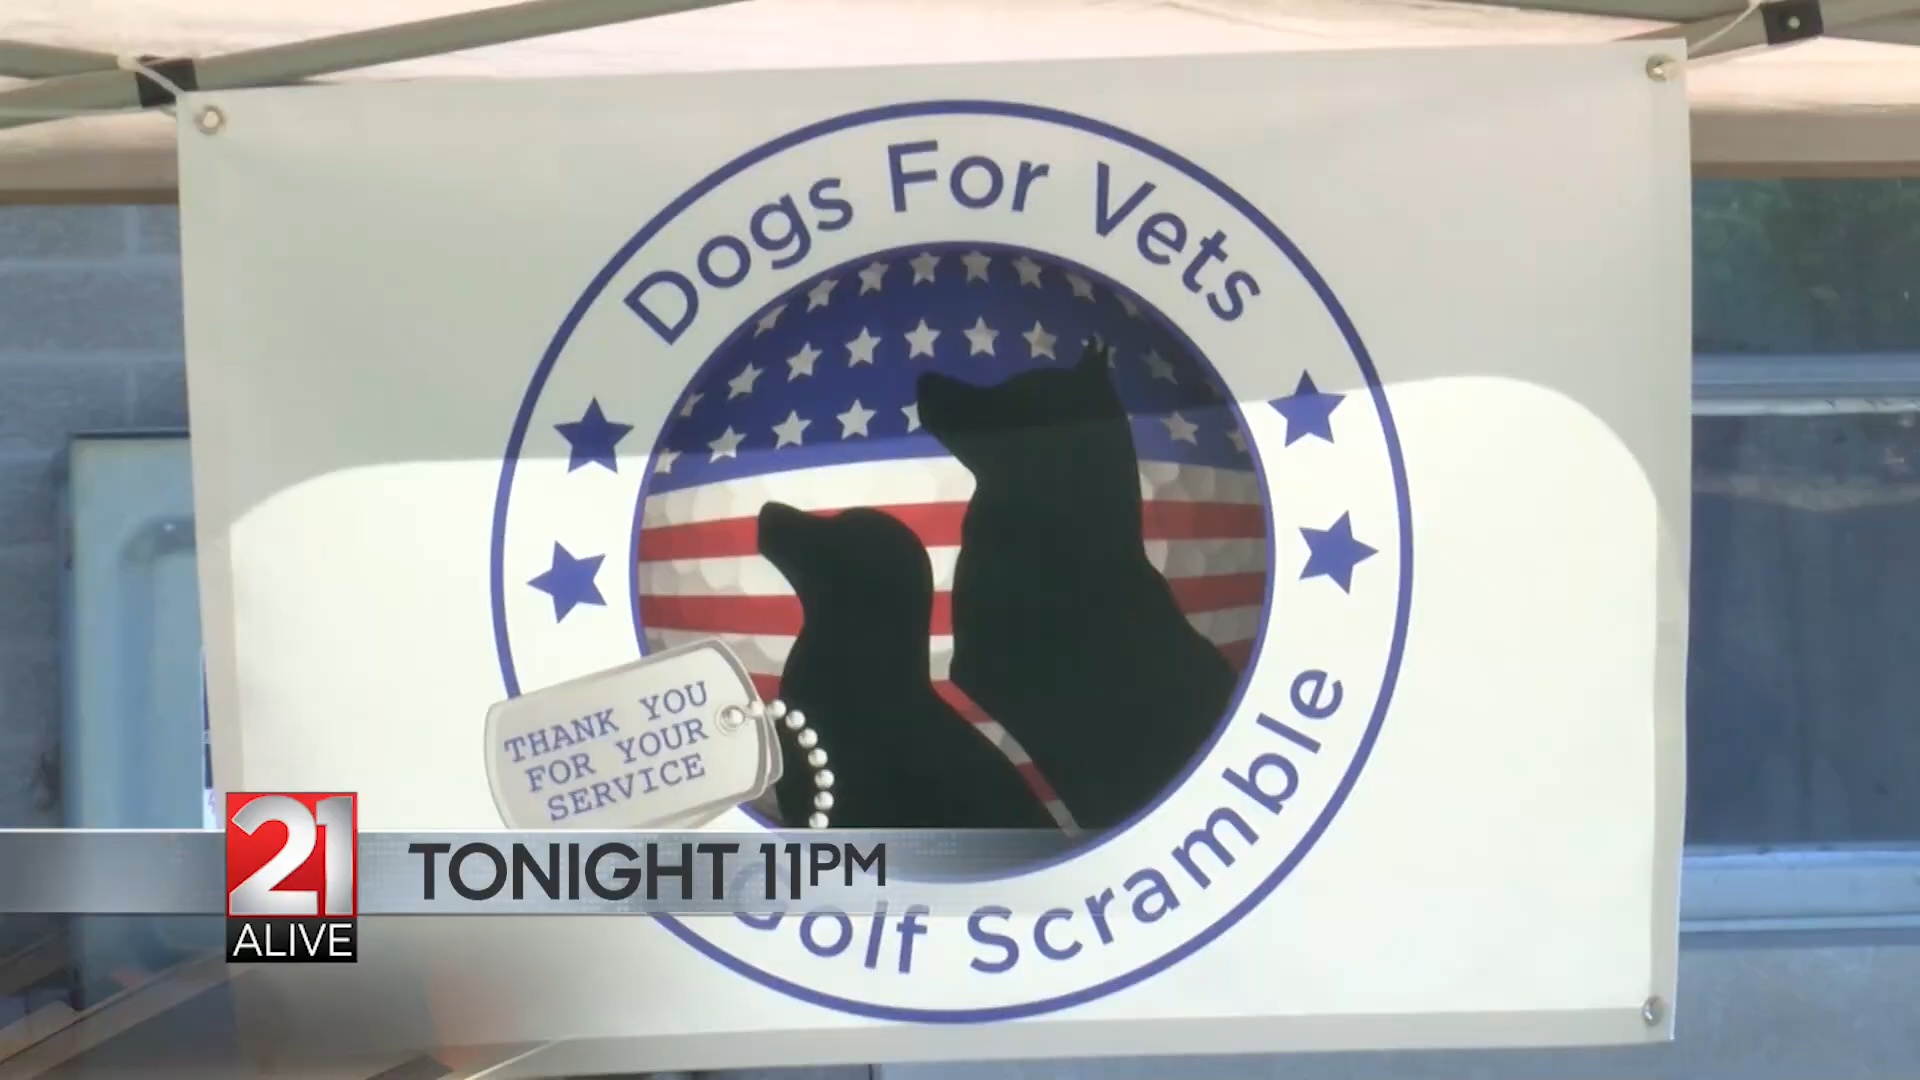 Dogs For Vets
THANK YOU
FOR YOUR
SERVICE
Golf Scramble
21
ALIVE
TONIGHT 11PM